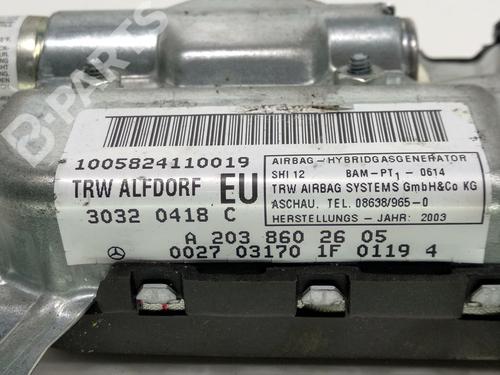 B-PARTS
1005824110019
TRW ALFDORF EU
3032 0418 C
AIRBAG-HYBRIDGASGENERATOR
SHI 12 BAM-PT1-0614
TRW AIRBAG SYSTEMS GmbH&Co KG
ASCHAU. TEL. 08638/965-0
HERSTELLUNGS-JAHR: 2003
A 203 860 26 05
0027 03170 1F 0119 4